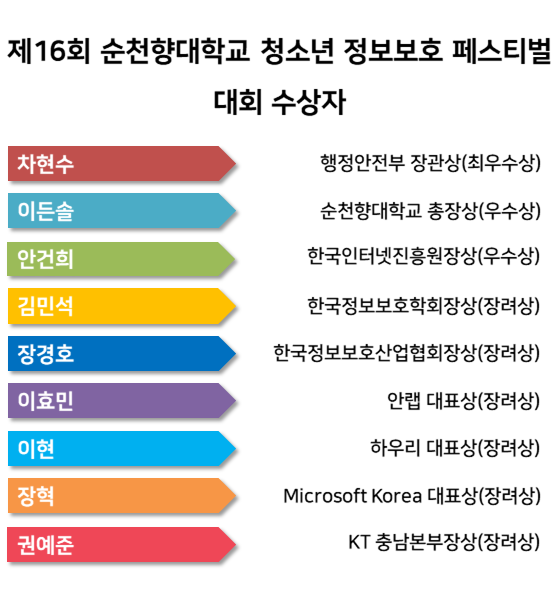 제16회 순천향대학교 청소년 정보보호 페스티벌
대회 수상자
차현수 행정안전부 장관상(최우수상)
이든솔 순천향대학교 총장상(우수상)
안건희 한국인터넷진흥원장상(우수상)
김민석 한국정보보호학회장상(장려상)
장경호 한국정보보호산업협회장상(장려상)
이효민 안랩 대표상(장려상)
이현 하우리 대표상(장려상)
장혁 Microsoft Korea 대표상(장려상)
권예준 KT 충남본부장상(장려상)